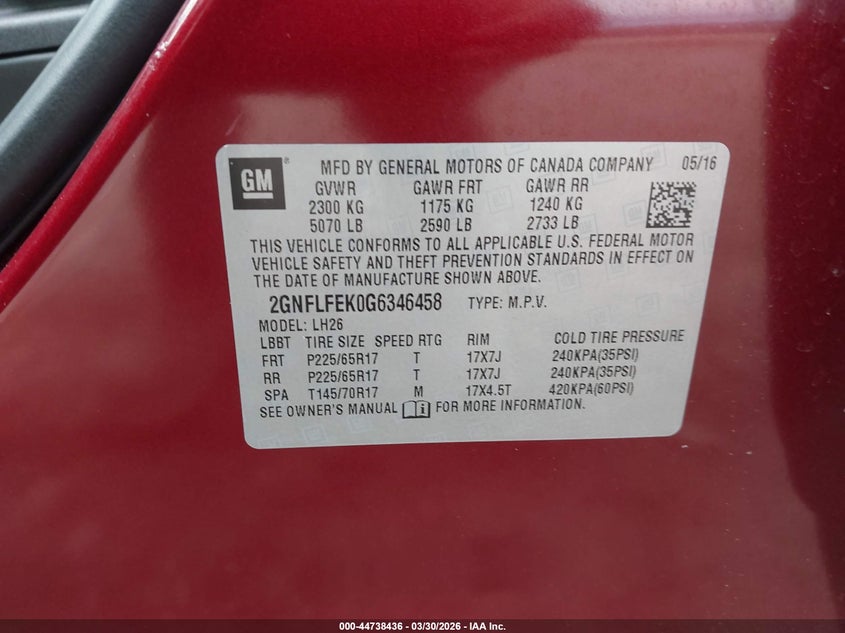 GM MFD BY GENERAL MOTORS OF CANADA COMPANY 05/16
GVWR GAWR FRT GAWR RR
2300 KG 1175 KG 1240 KG
5070 LB 2590 LB 2733 LB
THIS VEHICLE CONFORMS TO ALL APPLICABLE U.S. FEDERAL MOTOR
VEHICLE SAFETY AND THEFT PREVENTION STANDARDS IN EFFECT ON
THE DATE OF MANUFACTURE SHOWN ABOVE.
2GNFLFEK0G6346458 TYPE: M.P.V.
MODEL: LH26
LBBT TIRE SIZE SPEED RTG RIM COLD TIRE PRESSURE
FRT P225/65R17 T 17X7J 240KPA(35PSI)
RR P225/65R17 T 17X7J 240KPA(35PSI)
SPA T145/70R17 M 17X4.5T 420KPA(60PSI)
SEE OWNER'S MANUAL FOR MORE INFORMATION.
000-44738436 - 03/30/2026 - IAA Inc.